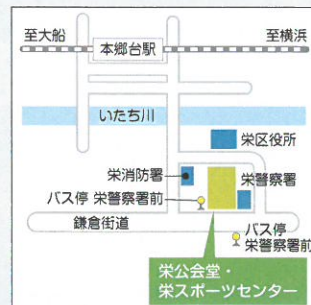 至大船
本郷台駅
至横浜
いたち川
栄区役所
栄消防署
栄警察署
バス停 栄警察署前
鎌倉街道
バス停
栄警察署前
栄公会堂・
栄スポーツセンター